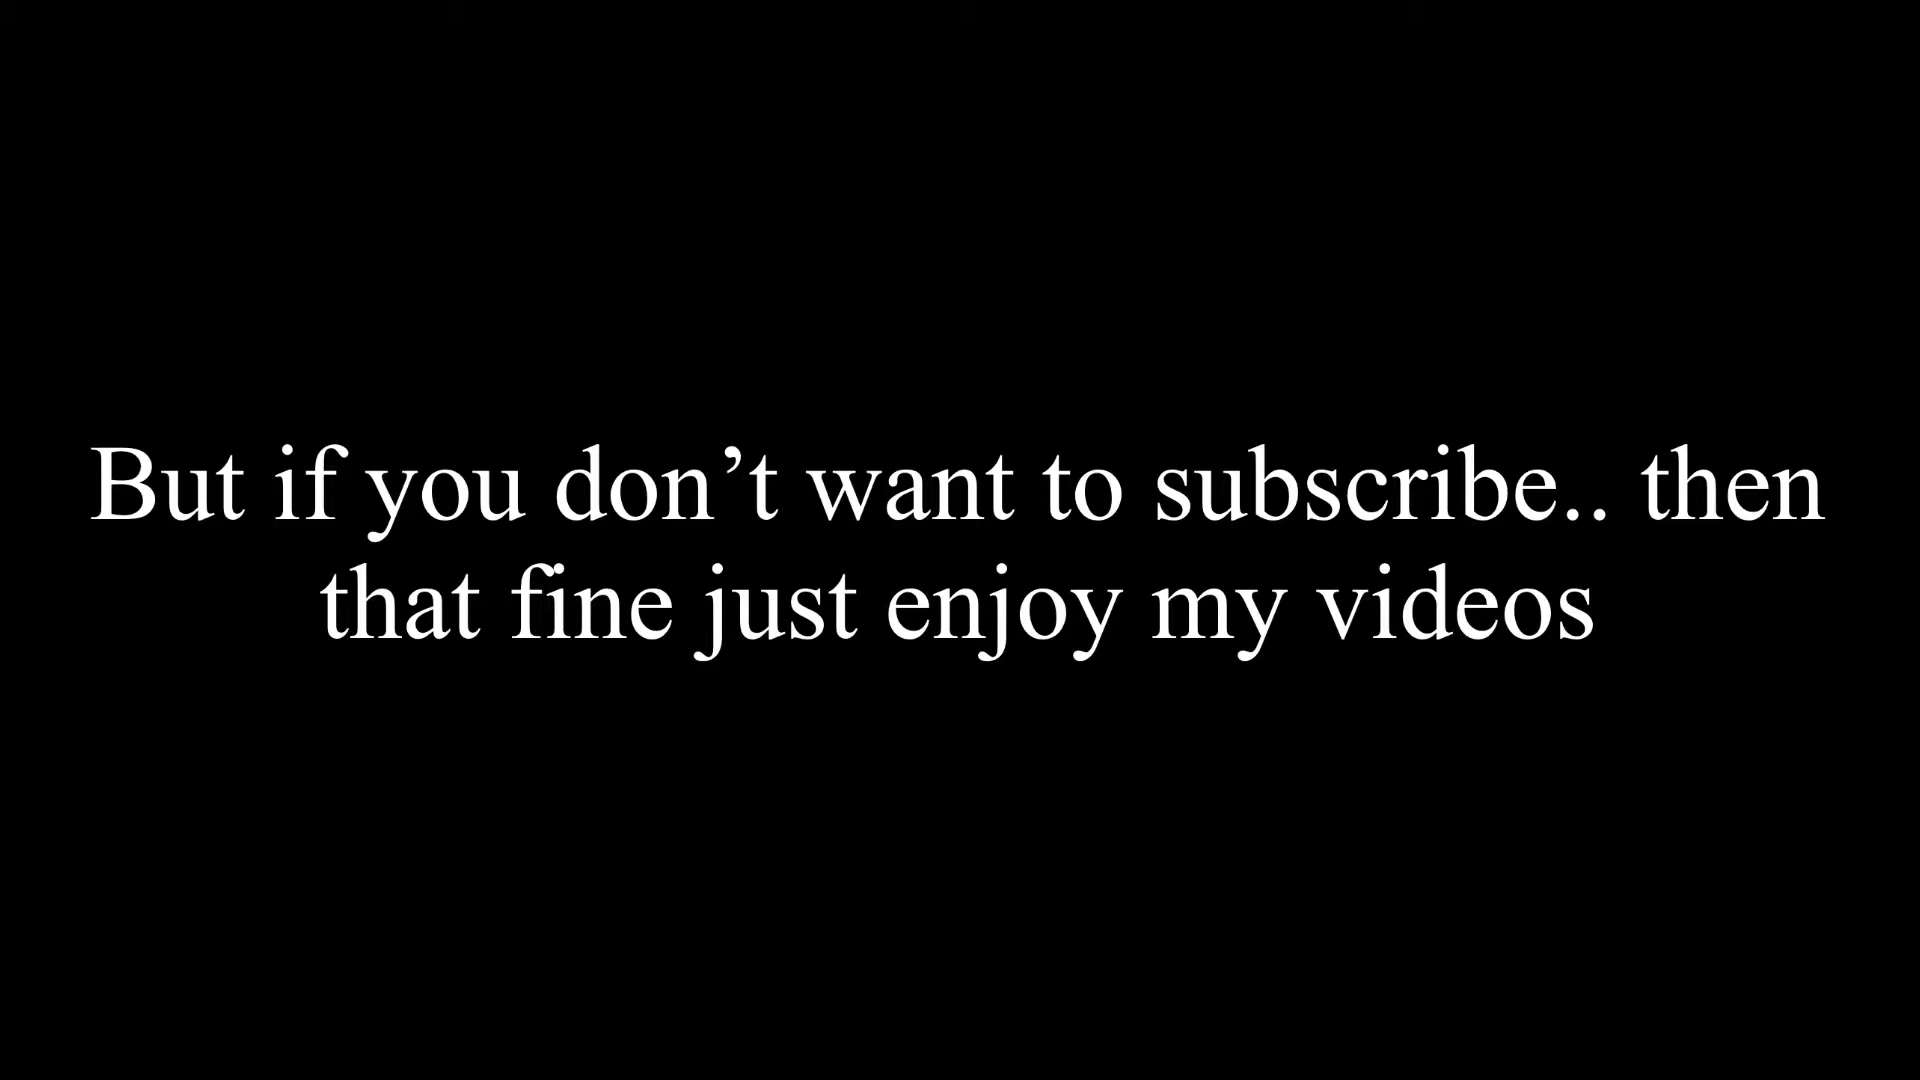 But if you don’t want to subscribe.. then
that fine just enjoy my videos